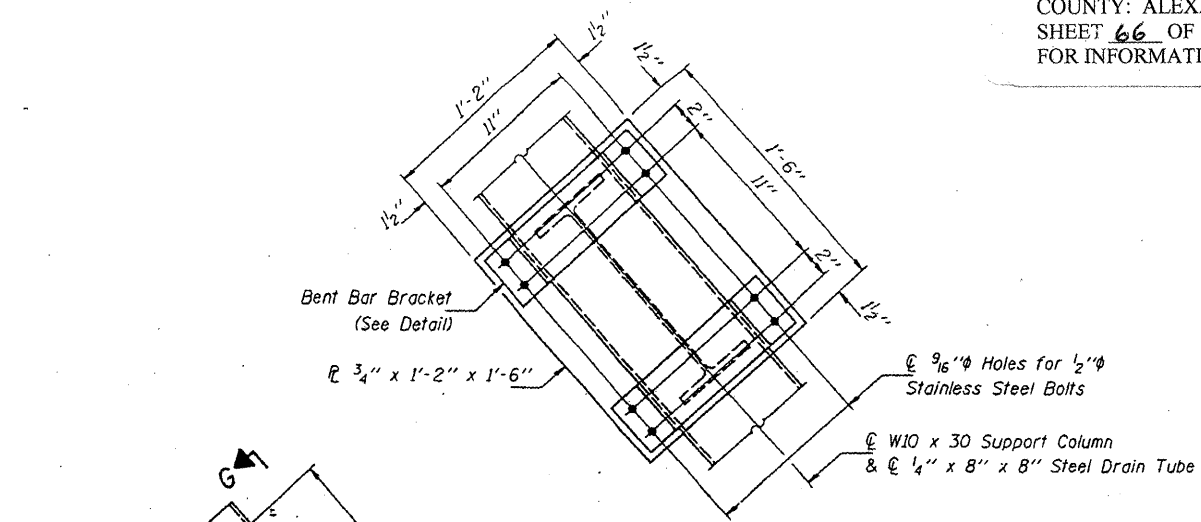 COUNTY: ALEX
SHEET 66 OF
FOR INFORMATI
1½"
1½"
1'-2"
11"
2"
1'-6"
11"
1½"
2"
1½"
Bent Bar Bracket
(See Detail)
℄ 9/16"φ Holes for ½"φ
Stainless Steel Bolts
PL ¾" x 1'-2" x 1'-6"
℄ W10 x 30 Support Column
& ℄ ¼" x 8" x 8" Steel Drain Tube
G